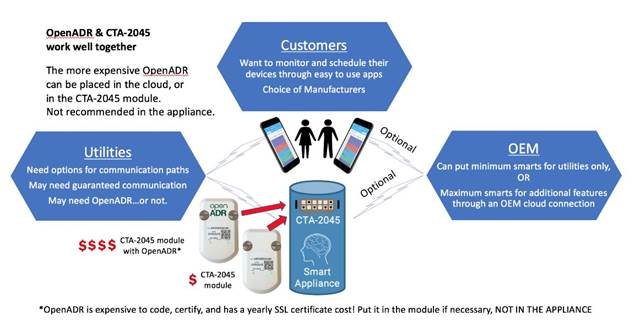 OpenADR & CTA-2045
work well together
The more expensive OpenADR
can be placed in the cloud, or
in the CTA-2045 module.
Not recommended in the appliance.
Customers
Want to monitor and schedule their
devices through easy to use apps
Choice of Manufacturers
Utilities
Need options for communication paths
May need guaranteed communication
May need OpenADR...or not.
Optional
Optional
OEM
Can put minimum smarts for utilities only,
OR
Maximum smarts for additional features
through an OEM cloud connection
open
ADR
CTA-2045
Smart
Appliance
$$$$ CTA-2045 module
with OpenADR*
$ CTA-2045
module
*OpenADR is expensive to code, certify, and has a yearly SSL certificate cost! Put it in the module if necessary, NOT IN THE APPLIANCE